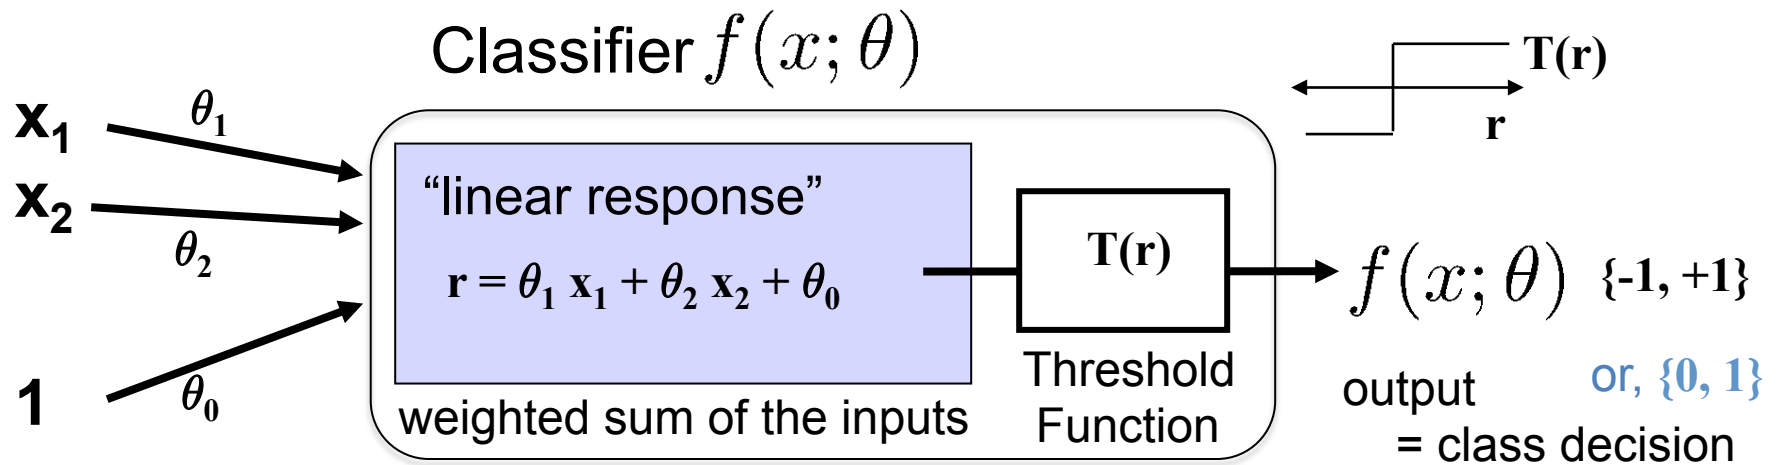 Classifier f(x; θ)
T(r)
r
x₁
θ₁
x₂
θ₂
1
θ₀
“linear response”
r = θ₁ x₁ + θ₂ x₂ + θ₀
weighted sum of the inputs
T(r)
Threshold
Function
f(x; θ) {-1, +1}
or, {0, 1}
output
= class decision